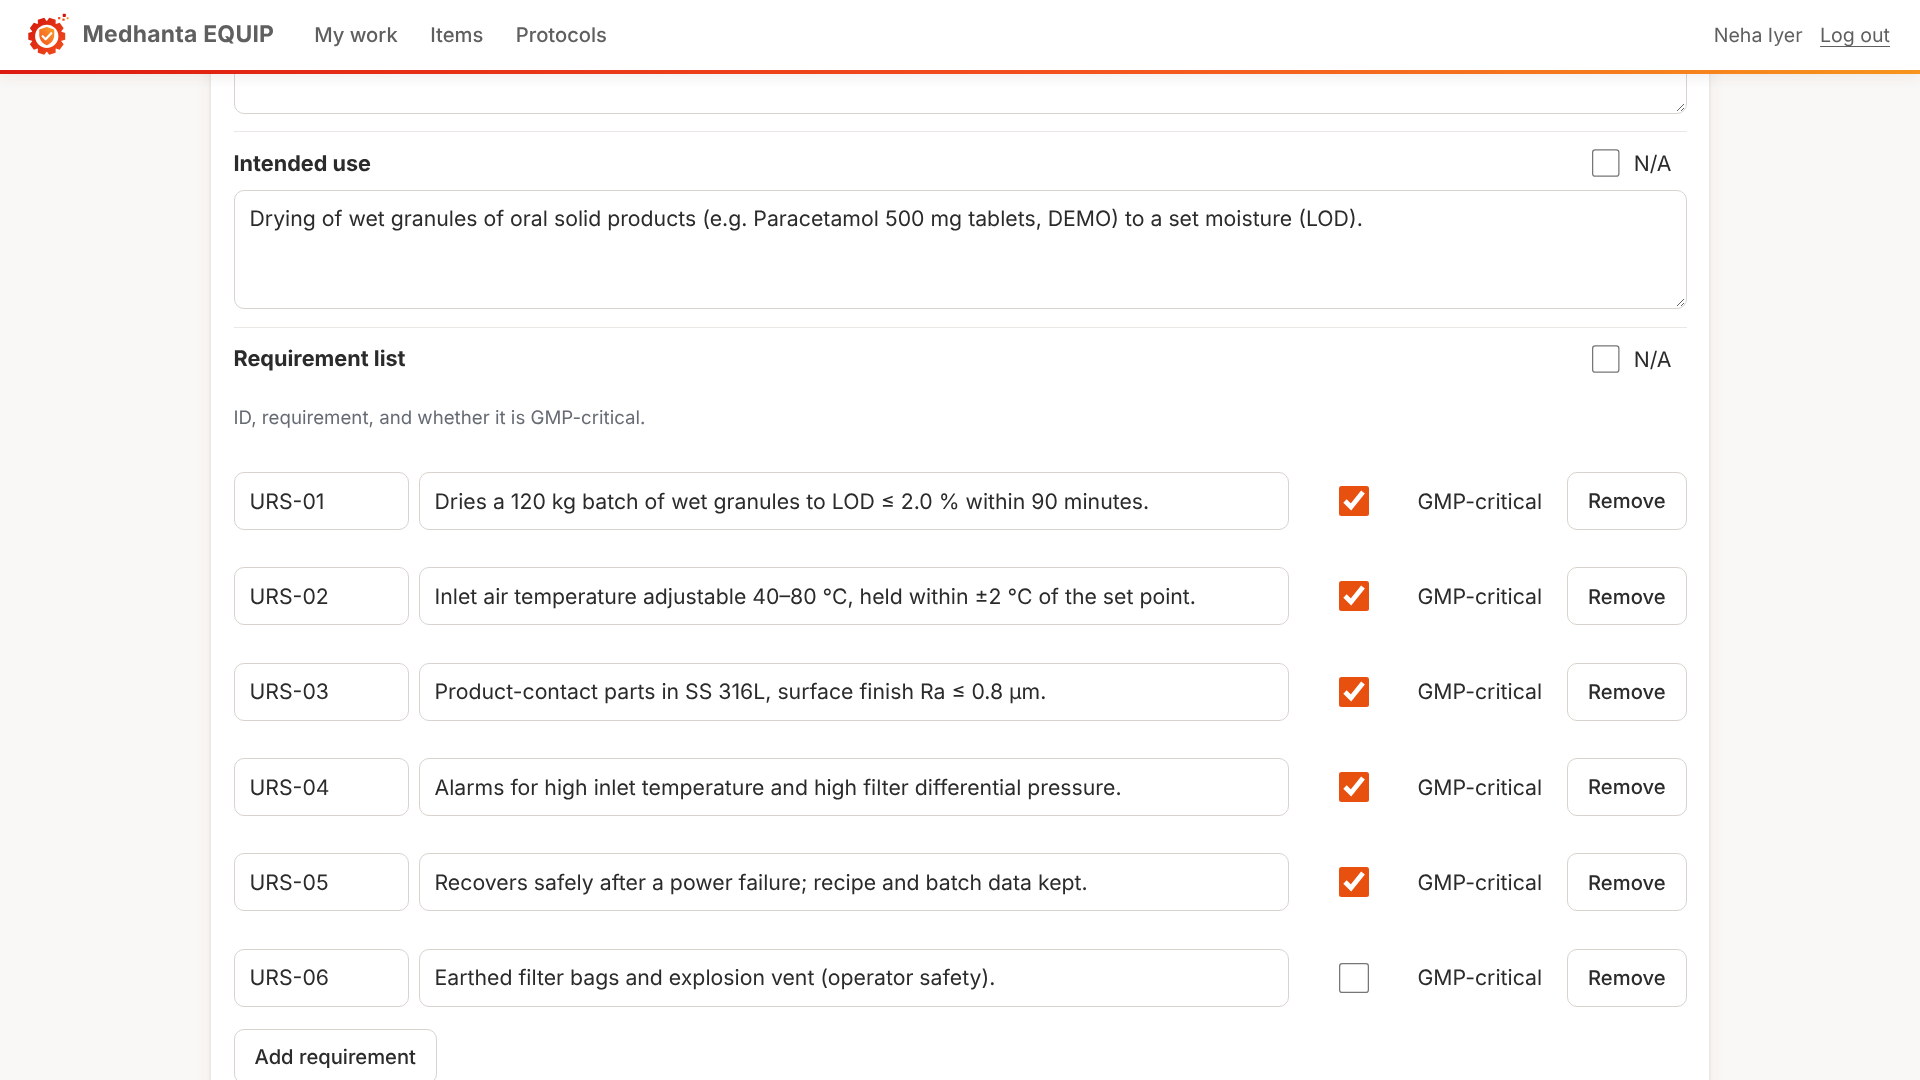 Medhanta EQUIP My work Items Protocols Neha Iyer Log out
Intended use N/A
Drying of wet granules of oral solid products (e.g. Paracetamol 500 mg tablets, DEMO) to a set moisture (LOD).
Requirement list N/A
ID, requirement, and whether it is GMP-critical.
URS-01 Dries a 120 kg batch of wet granules to LOD ≤ 2.0 % within 90 minutes. GMP-critical Remove
URS-02 Inlet air temperature adjustable 40–80 °C, held within ±2 °C of the set point. GMP-critical Remove
URS-03 Product-contact parts in SS 316L, surface finish Ra ≤ 0.8 µm. GMP-critical Remove
URS-04 Alarms for high inlet temperature and high filter differential pressure. GMP-critical Remove
URS-05 Recovers safely after a power failure; recipe and batch data kept. GMP-critical Remove
URS-06 Earthed filter bags and explosion vent (operator safety). GMP-critical Remove
Add requirement